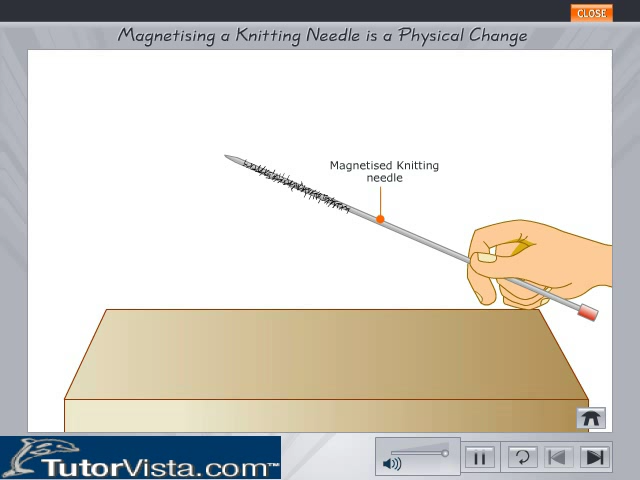 CLOSE
Magnetising a Knitting Needle is a Physical Change
Magnetised Knitting
needle
TutorVista.com™